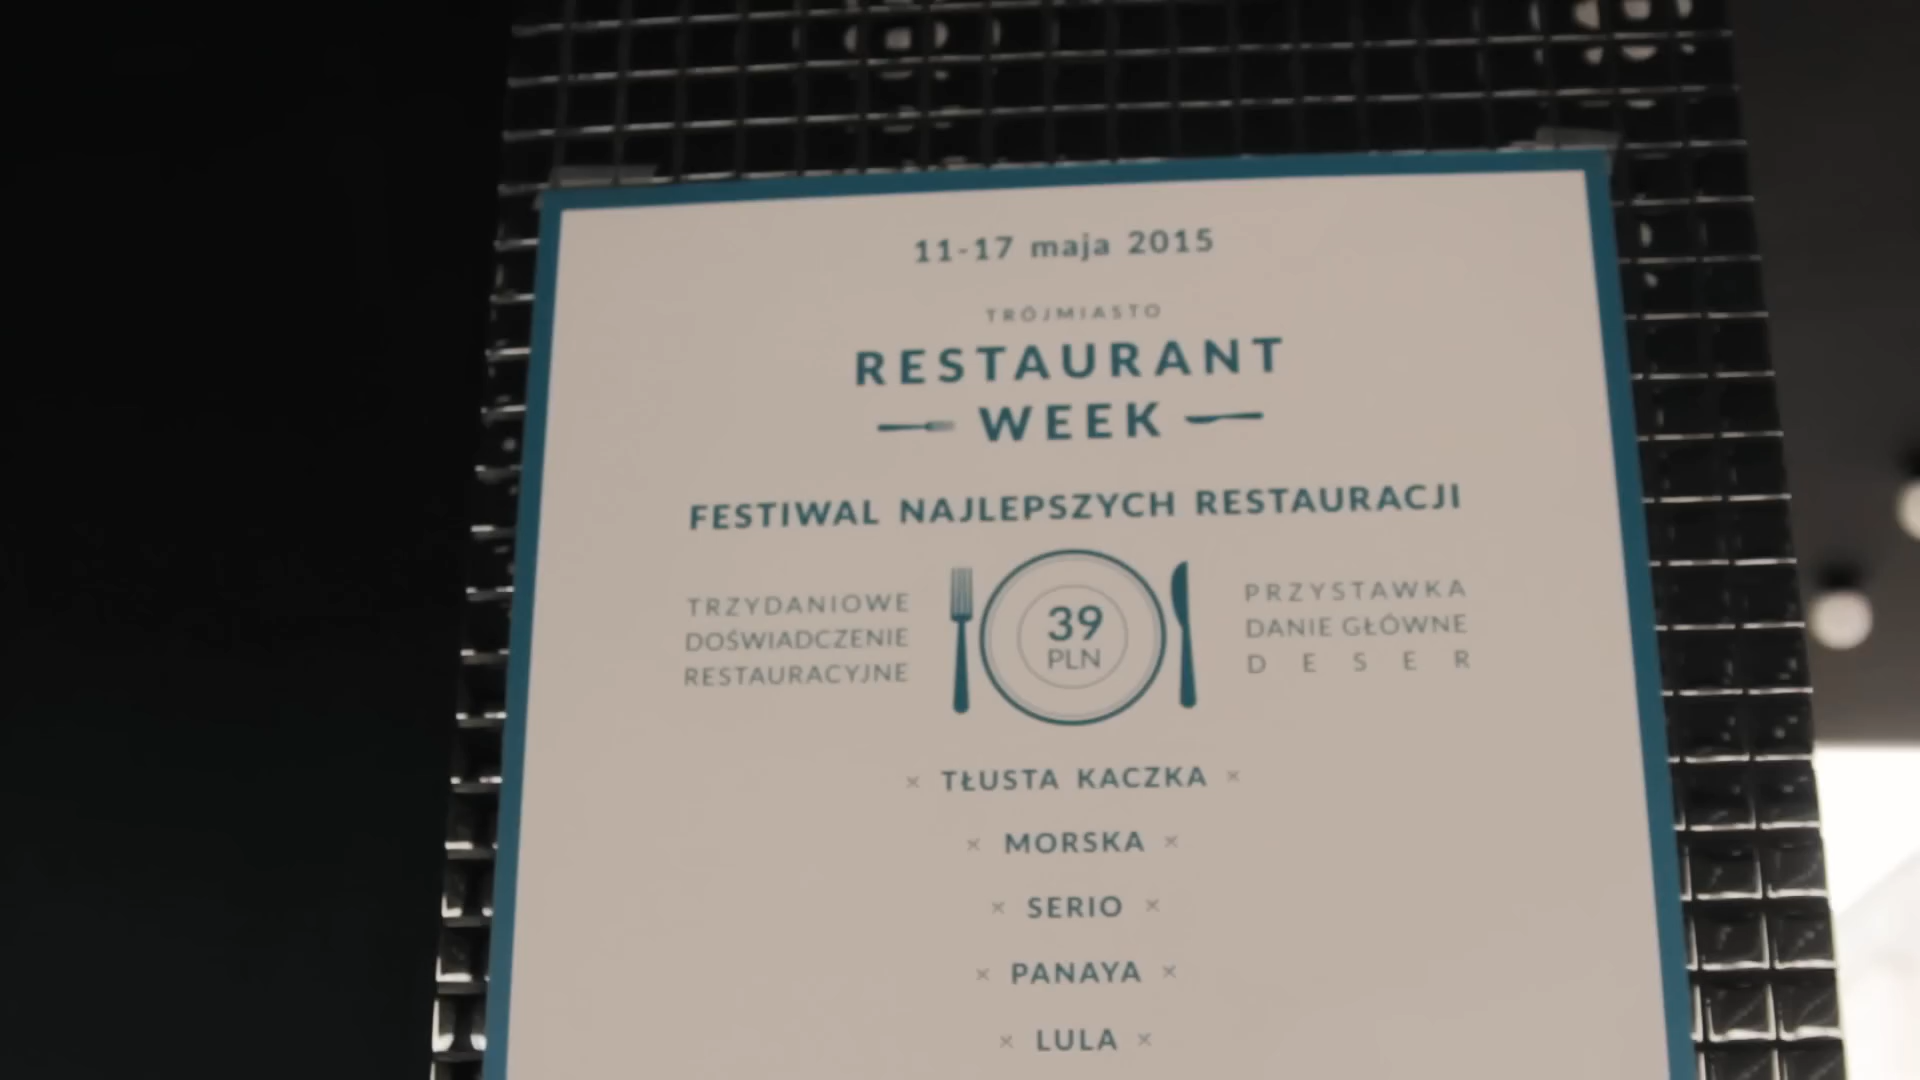 11-17 maja 2015
TRÓJMIASTO
RESTAURANT
WEEK
FESTIWAL NAJLEPSZYCH RESTAURACJI
TRZYDANIOWE
DOŚWIADCZENIE
RESTAURACYJNE
39
PLN
PRZYSTAWKA
DANIE GŁÓWNE
DESER
× TŁUSTA KACZKA ×
× MORSKA ×
× SERIO ×
× PANAYA ×
× LULA ×